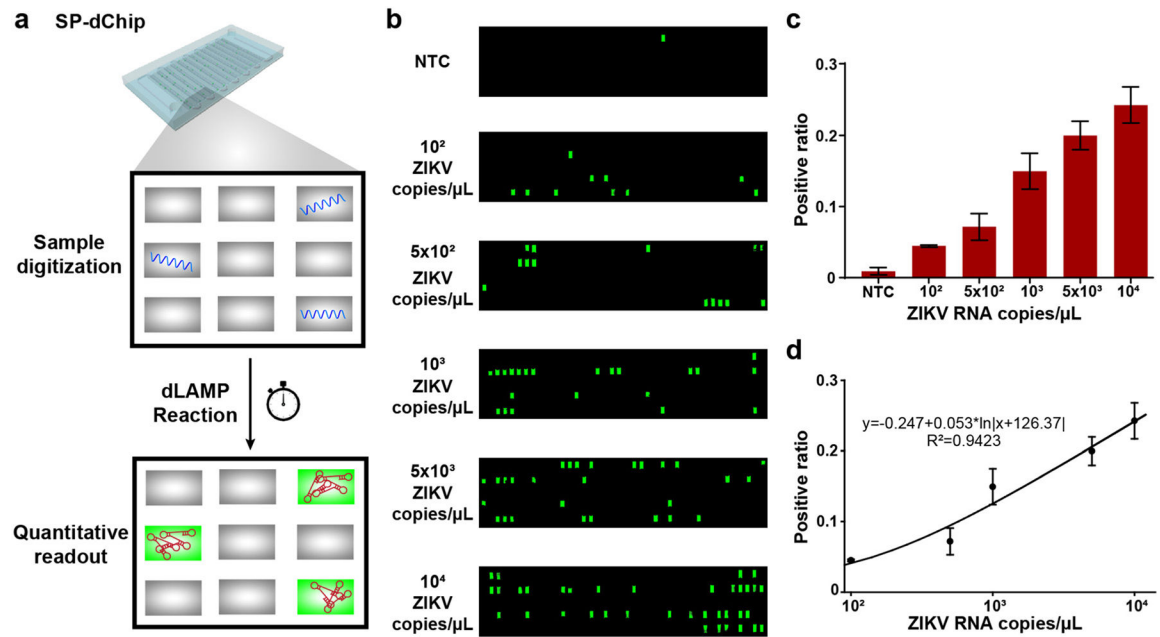 a SP-dChip
Sample
digitization
dLAMP
Reaction
Quantitative
readout
b
NTC
10²
ZIKV
copies/µL
5x10²
ZIKV
copies/µL
10³
ZIKV
copies/µL
5x10³
ZIKV
copies/µL
10⁴
ZIKV
copies/µL
c
Positive ratio
0.3
0.2
0.1
0
NTC 10² 5x10² 10³ 5x10³ 10⁴
ZIKV RNA copies/µL
d
Positive ratio
0.3
0.2
0.1
0
y=-0.247+0.053*ln|x+126.37|
R²=0.9423
10² 10³ 10⁴
ZIKV RNA copies/µL